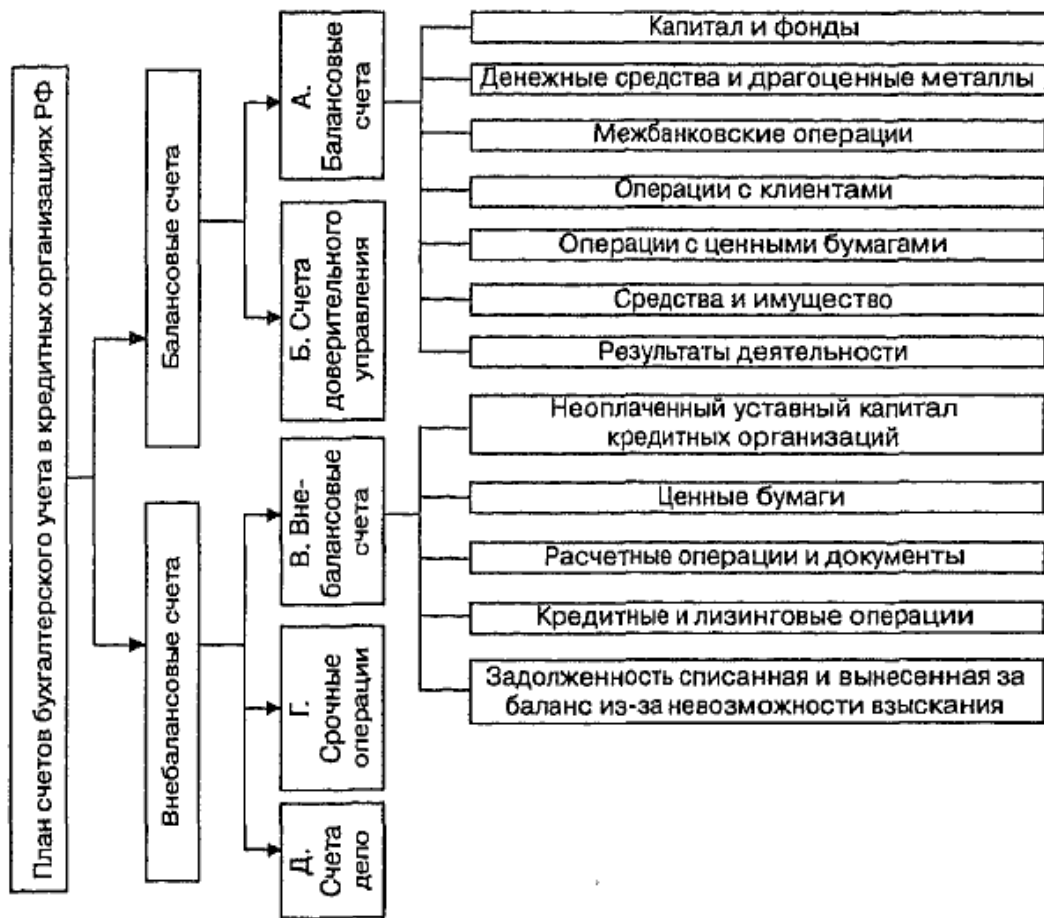 План счетов бухгалтерского учета в кредитных организациях РФ
Балансовые счета
Внебалансовые счета
А.
Балансовые
счета
Б. Счета
доверительного
управления
В. Вне-
балансовые
счета
Г.
Срочные
операции
Д.
Счета
депо
Капитал и фонды
Денежные средства и драгоценные металлы
Межбанковские операции
Операции с клиентами
Операции с ценными бумагами
Средства и имущество
Результаты деятельности
Неоплаченный уставный капитал
кредитных организаций
Ценные бумаги
Расчетные операции и документы
Кредитные и лизинговые операции
Задолженность списанная и вынесенная за
баланс из-за невозможности взыскания